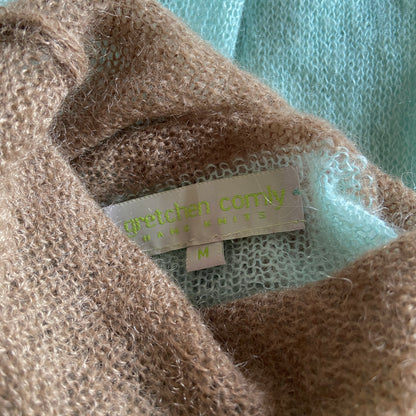 gretchen comly
HAND KNITS
M